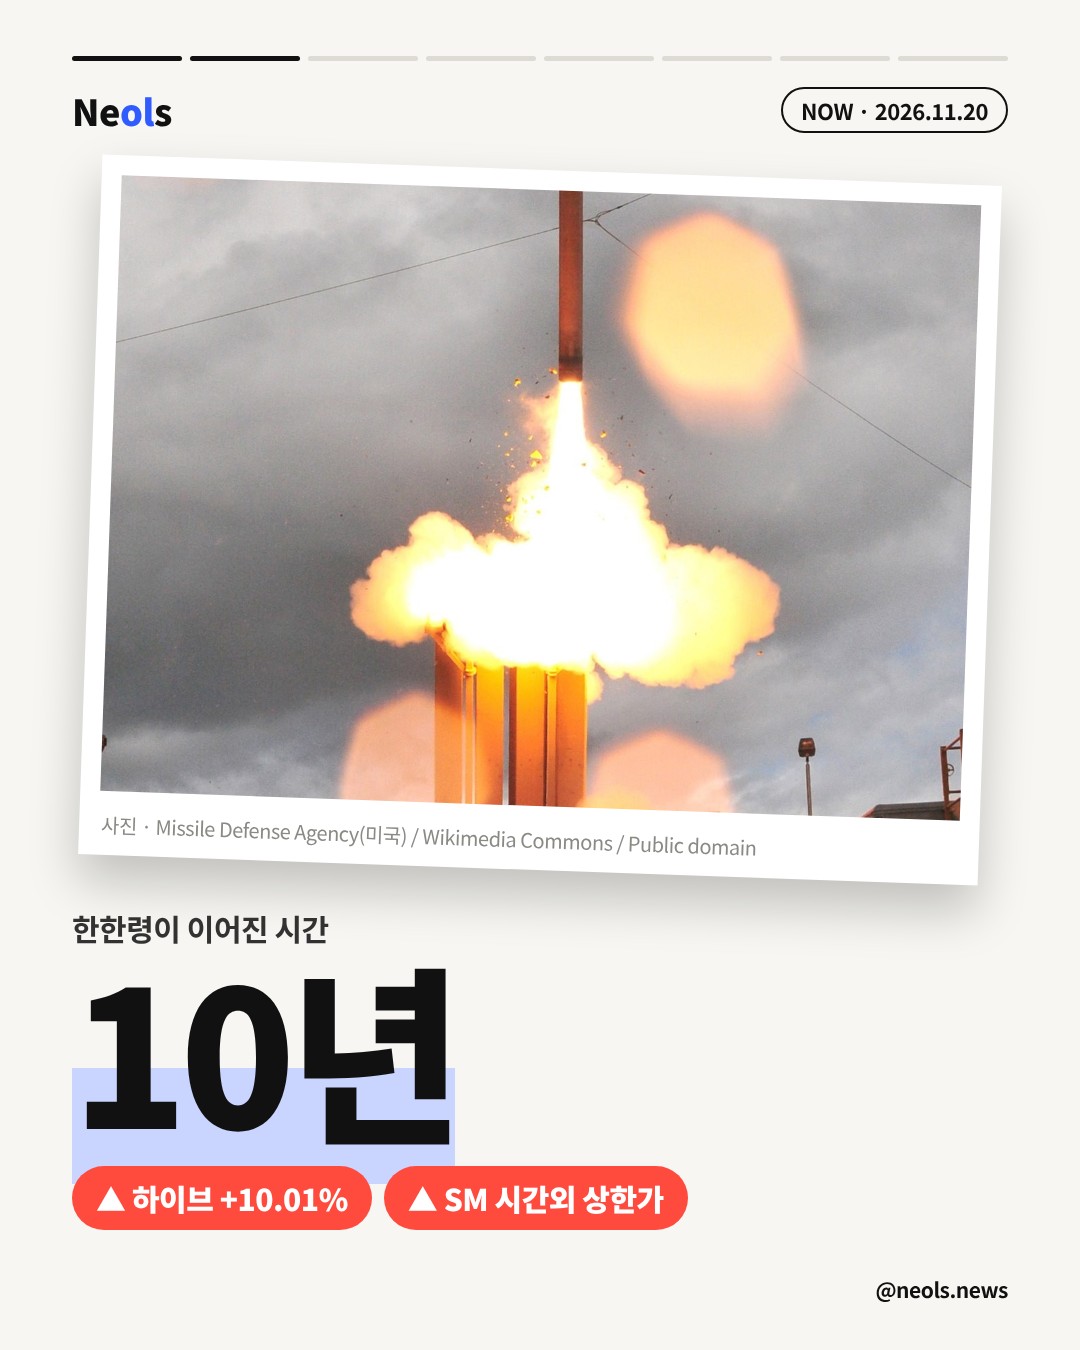 Neols
NOW · 2026.11.20
사진 · Missile Defense Agency(미국) / Wikimedia Commons / Public domain
한한령이 이어진 시간
10년
▲ 하이브 +10.01%
▲ SM 시간외 상한가
@neols.news